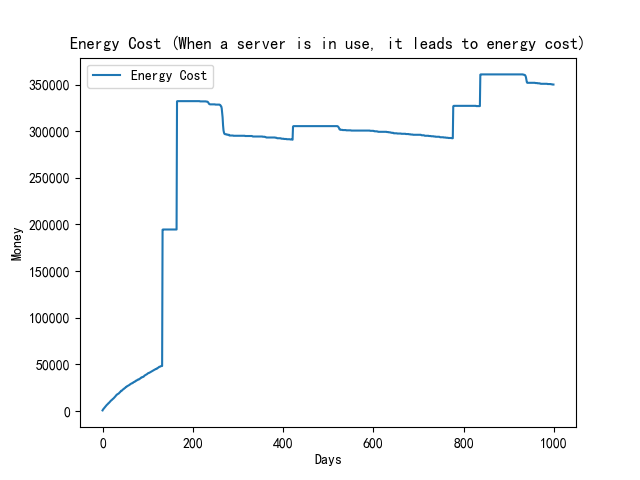 Energy Cost (When a server is in use, it leads to energy cost)
Energy Cost
350000
300000
250000
200000
150000
100000
50000
0
Money
0 200 400 600 800 1000
Days